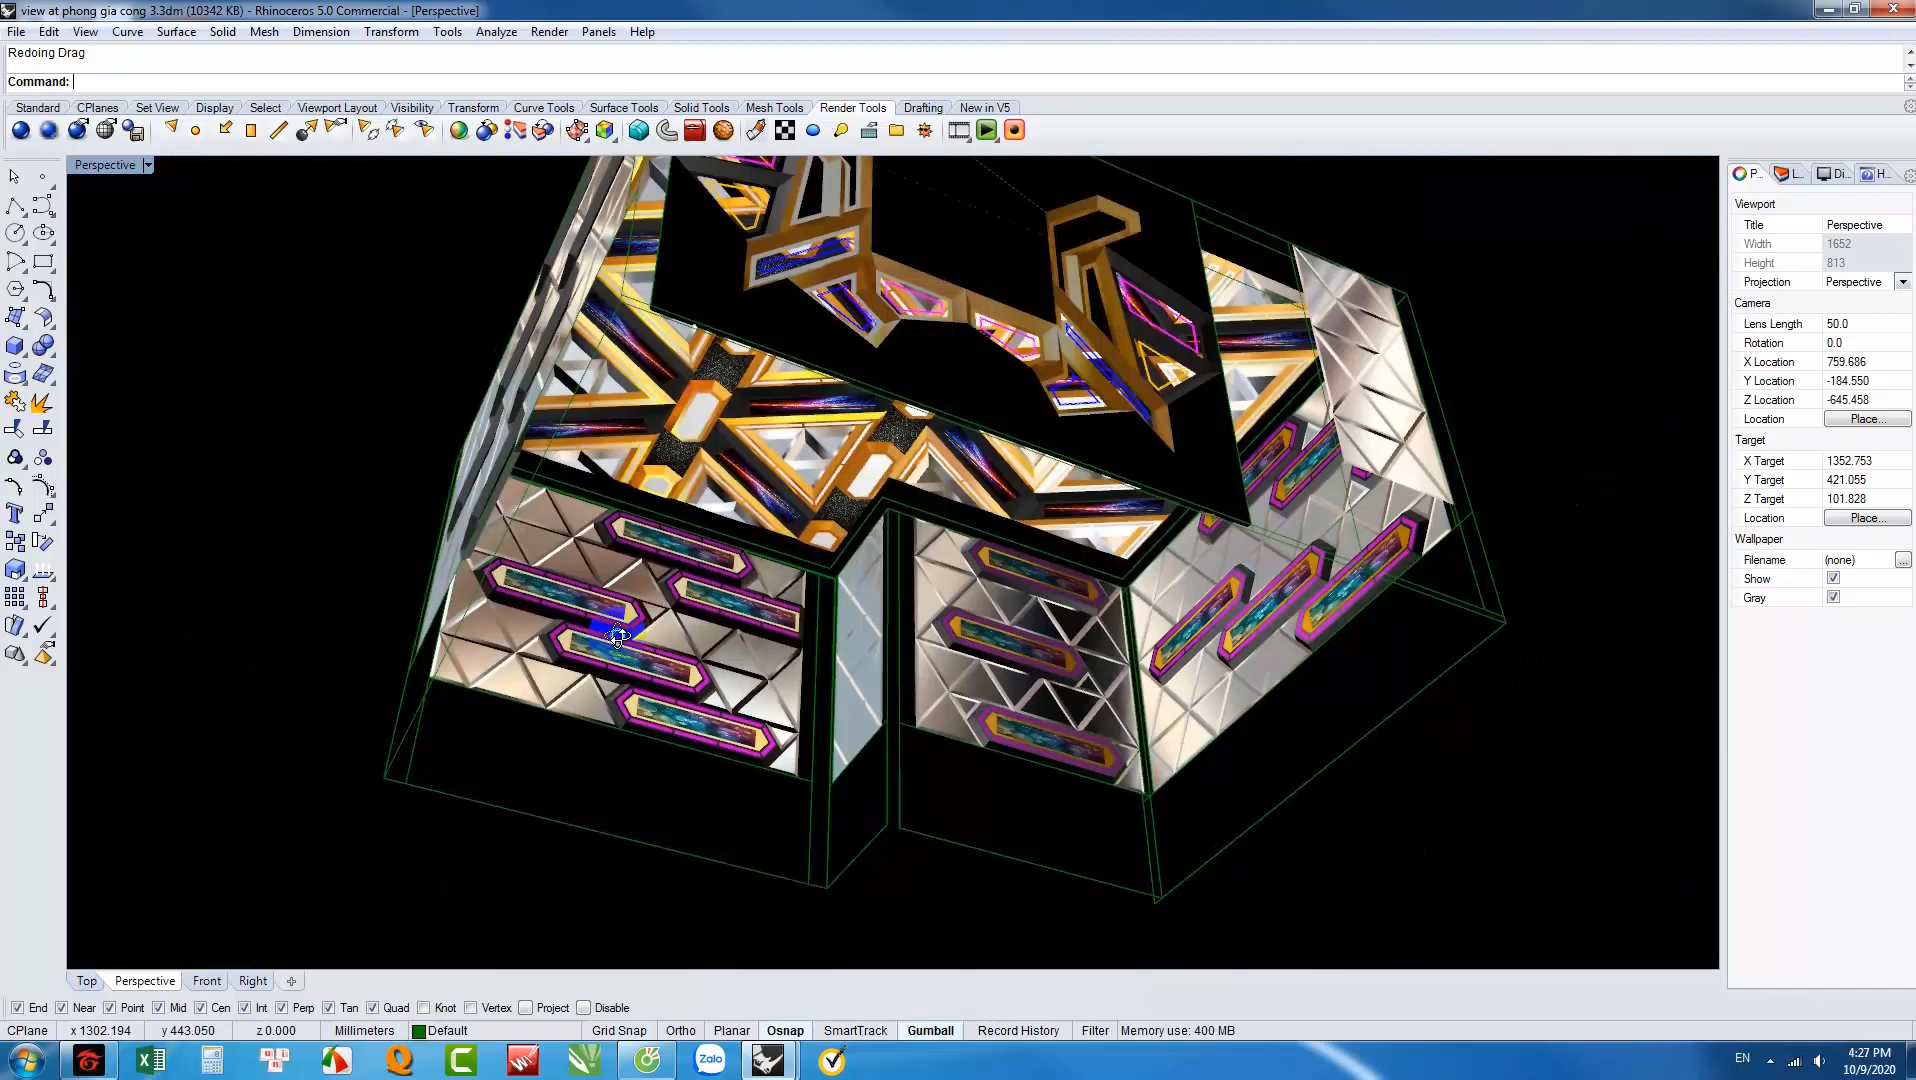 view at phong gia cong 3.3dm (10342 KB) - Rhinoceros 5.0 Commercial - [Perspective]
File Edit View Curve Surface Solid Mesh Dimension Transform Tools Analyze Render Panels Help
Redoing Drag
Command:
Standard CPlanes Set View Display Select Viewport Layout Visibility Transform Curve Tools Surface Tools Solid Tools Mesh Tools Render Tools Drafting New in V5
Perspective
P... L... Di... H...
Viewport
Title Perspective
Width 1652
Height 813
Projection Perspective
Camera
Lens Length 50.0
Rotation 0.0
X Location 759.686
Y Location -184.550
Z Location -645.458
Location Place...
Target
X Target 1352.753
Y Target 421.055
Z Target 101.828
Location Place...
Wallpaper
Filename (none) ...
Show
Gray
Top Perspective Front Right
End Near Point Mid Cen Int Perp Tan Quad Knot Vertex Project Disable
CPlane x 1302.194 y 443.050 z 0.000 Millimeters Default Grid Snap Ortho Planar Osnap SmartTrack Gumball Record History Filter Memory use: 400 MB
Zalo
EN
4:27 PM
10/9/2020